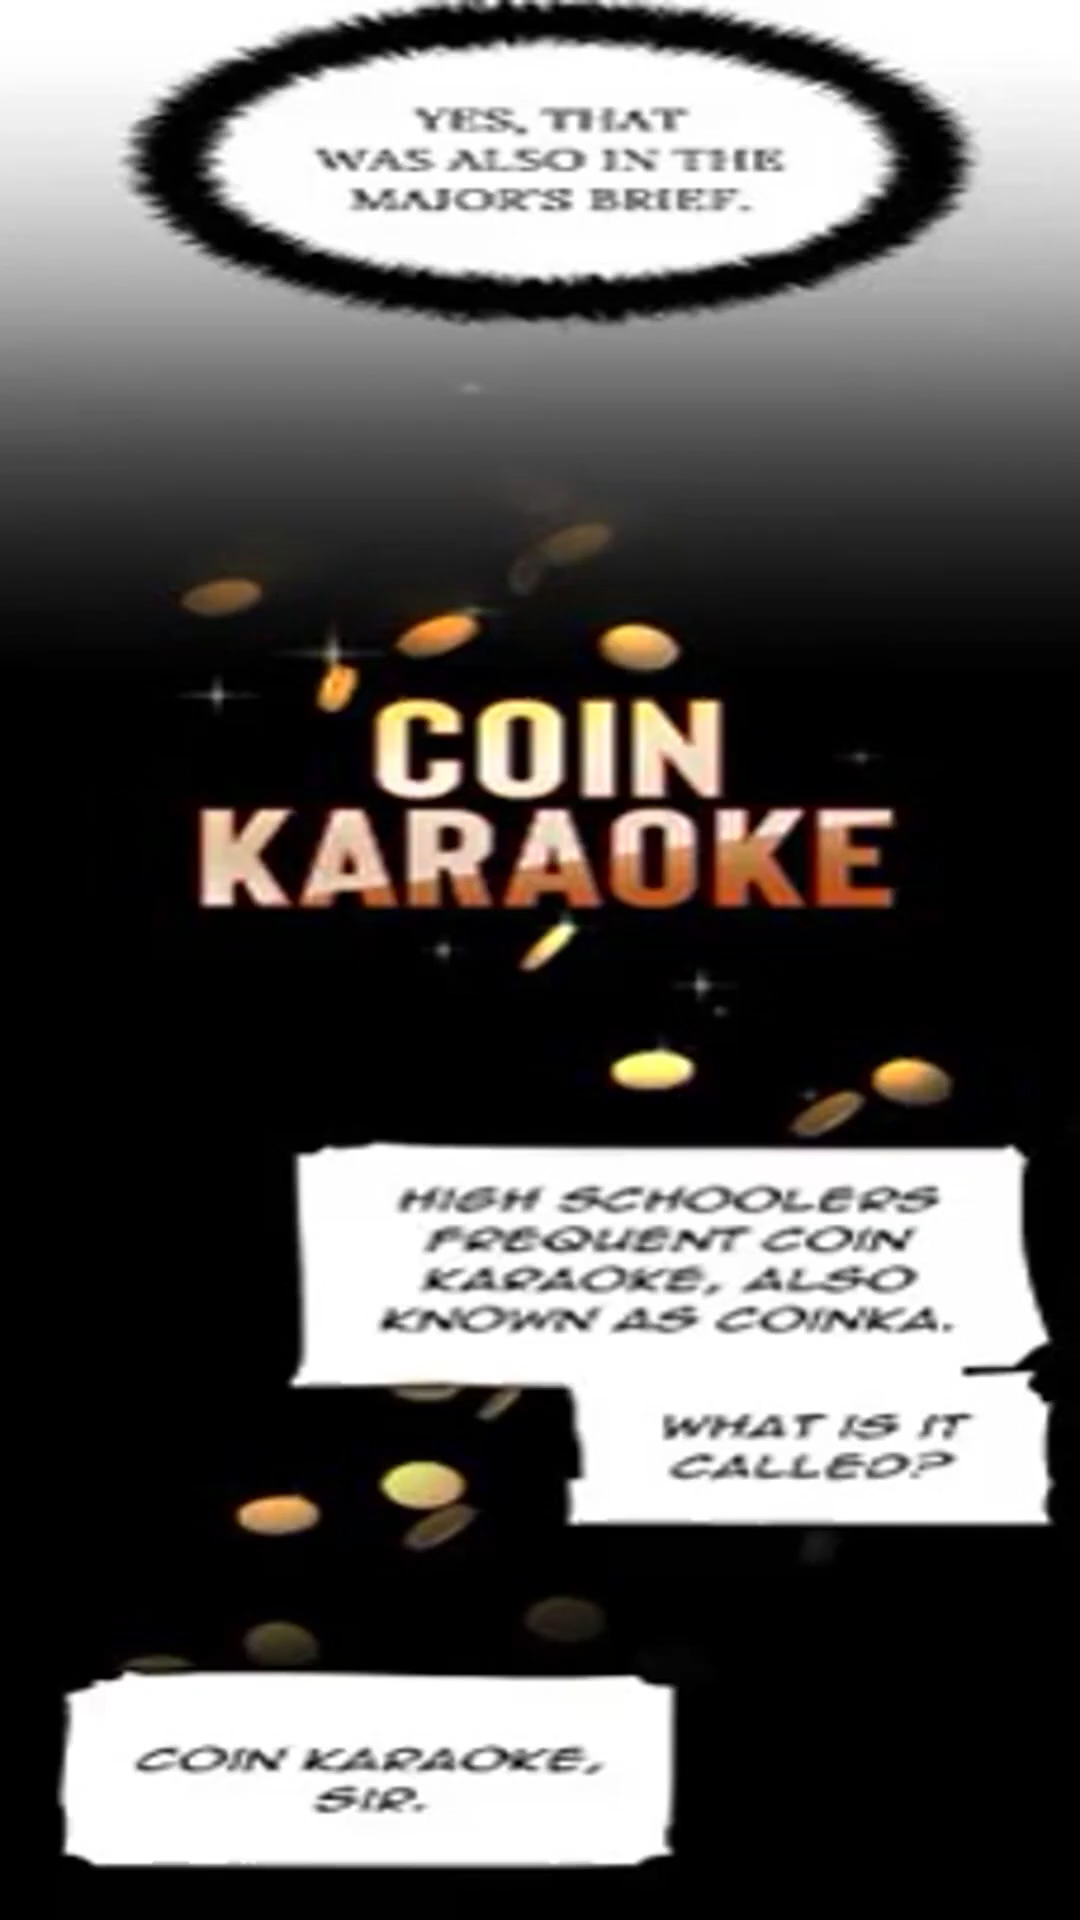 YES, THAT
WAS ALSO IN THE
MAJOR'S BRIEF.
COIN
KARAOKE
HIGH SCHOOLERS
FREQUENT COIN
KARAOKE, ALSO
KNOWN AS COINKA.
WHAT IS IT
CALLED?
COIN KARAOKE,
SIR.